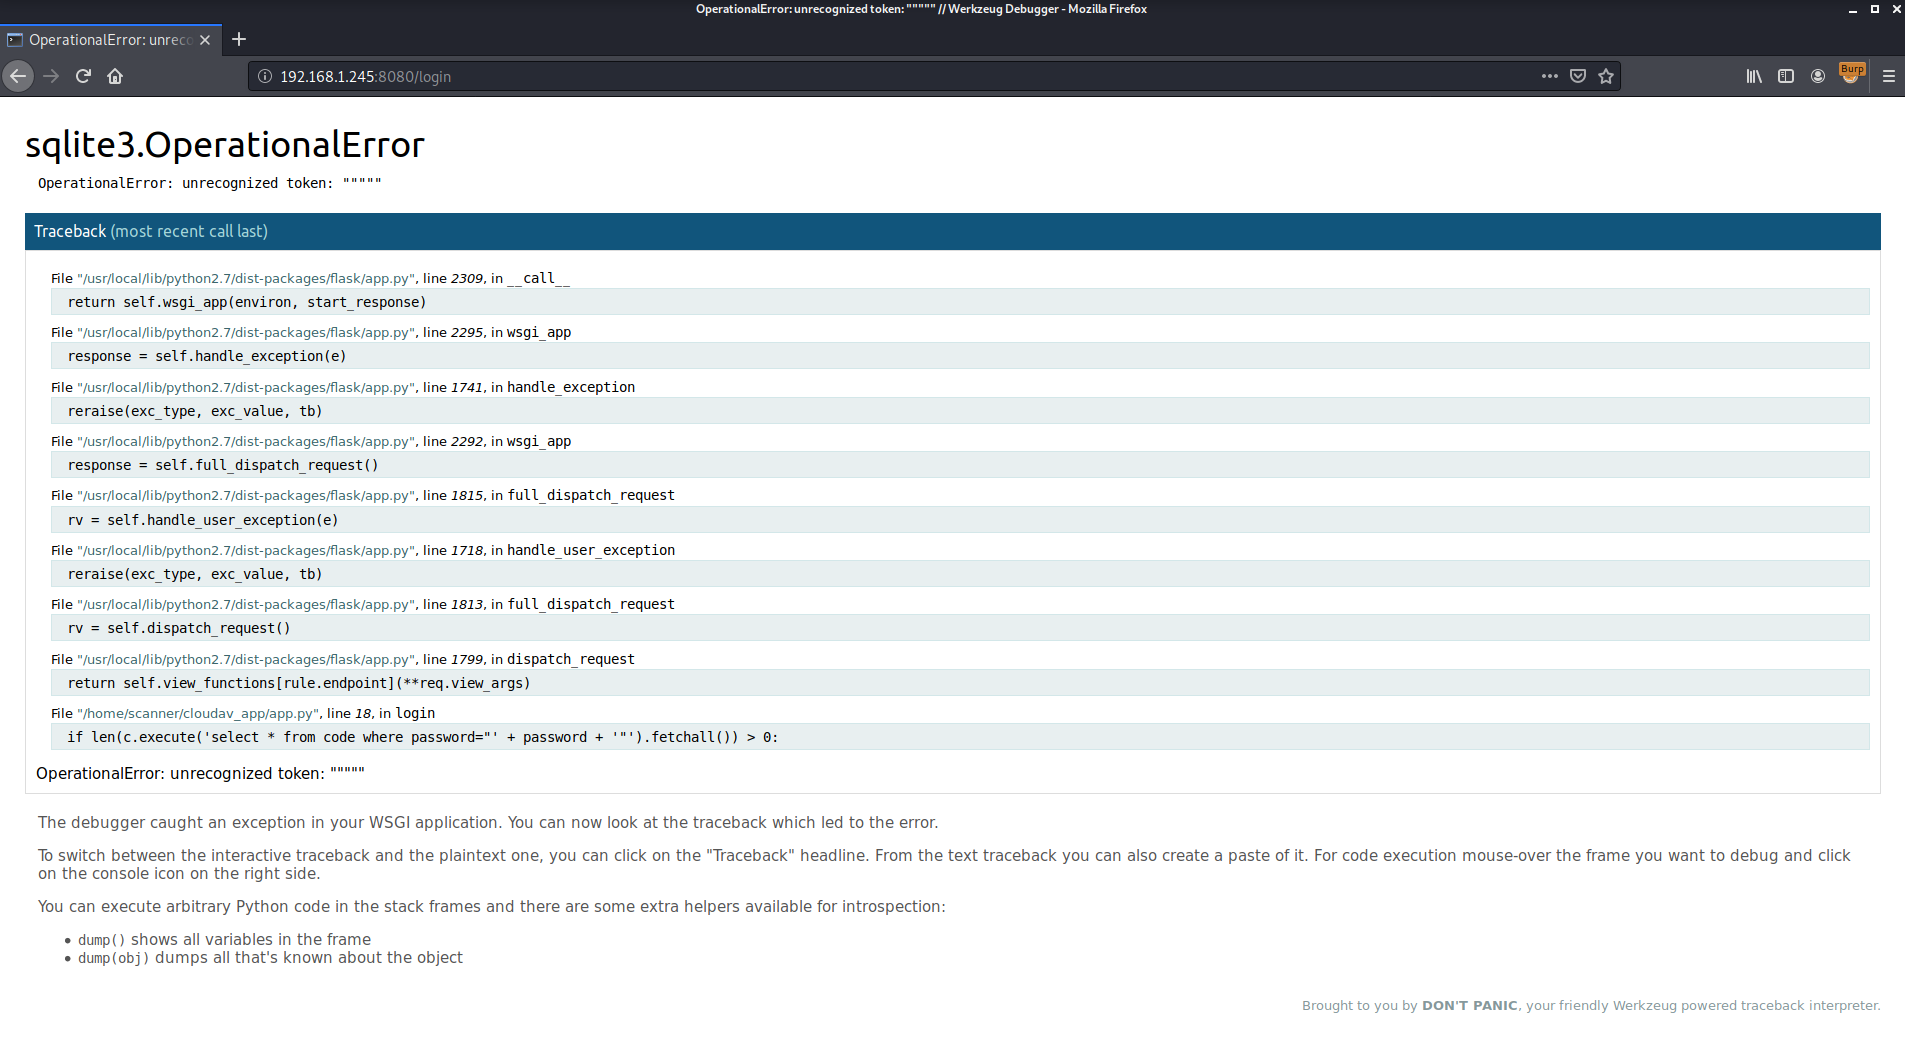 OperationalError: unrecognized token: """"" // Werkzeug Debugger - Mozilla Firefox
OperationalError: unreco
192.168.1.245:8080/login
Burp
sqlite3.OperationalError
OperationalError: unrecognized token: """""
Traceback (most recent call last)
File "/usr/local/lib/python2.7/dist-packages/flask/app.py", line 2309, in __call__
return self.wsgi_app(environ, start_response)
File "/usr/local/lib/python2.7/dist-packages/flask/app.py", line 2295, in wsgi_app
response = self.handle_exception(e)
File "/usr/local/lib/python2.7/dist-packages/flask/app.py", line 1741, in handle_exception
reraise(exc_type, exc_value, tb)
File "/usr/local/lib/python2.7/dist-packages/flask/app.py", line 2292, in wsgi_app
response = self.full_dispatch_request()
File "/usr/local/lib/python2.7/dist-packages/flask/app.py", line 1815, in full_dispatch_request
rv = self.handle_user_exception(e)
File "/usr/local/lib/python2.7/dist-packages/flask/app.py", line 1718, in handle_user_exception
reraise(exc_type, exc_value, tb)
File "/usr/local/lib/python2.7/dist-packages/flask/app.py", line 1813, in full_dispatch_request
rv = self.dispatch_request()
File "/usr/local/lib/python2.7/dist-packages/flask/app.py", line 1799, in dispatch_request
return self.view_functions[rule.endpoint](**req.view_args)
File "/home/scanner/cloudav_app/app.py", line 18, in login
if len(c.execute('select * from code where password="' + password + '"').fetchall()) > 0:
OperationalError: unrecognized token: """""
The debugger caught an exception in your WSGI application. You can now look at the traceback which led to the error.
To switch between the interactive traceback and the plaintext one, you can click on the "Traceback" headline. From the text traceback you can also create a paste of it. For code execution mouse-over the frame you want to debug and click
on the console icon on the right side.
You can execute arbitrary Python code in the stack frames and there are some extra helpers available for introspection:
• dump() shows all variables in the frame
• dump(obj) dumps all that's known about the object
Brought to you by DON'T PANIC, your friendly Werkzeug powered traceback interpreter.